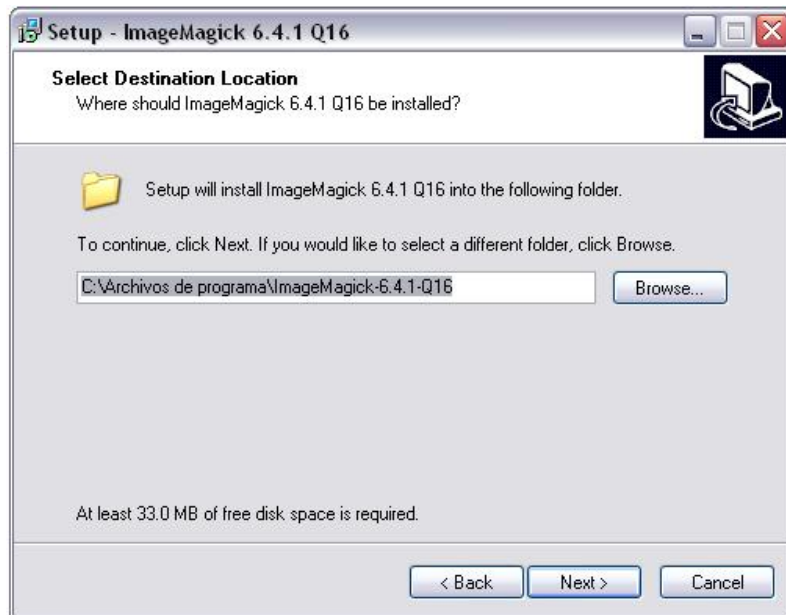 Setup - ImageMagick 6.4.1 Q16
Select Destination Location
Where should ImageMagick 6.4.1 Q16 be installed?
Setup will install ImageMagick 6.4.1 Q16 into the following folder.
To continue, click Next. If you would like to select a different folder, click Browse.
C:\Archivos de programa\ImageMagick-6.4.1-Q16
Browse...
At least 33.0 MB of free disk space is required.
< Back
Next >
Cancel